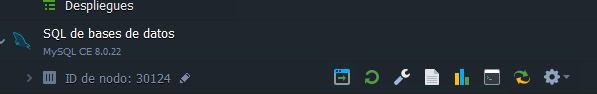 Despliegues
SQL de bases de datos
MySQL CE 8.0.22
ID de nodo: 30124